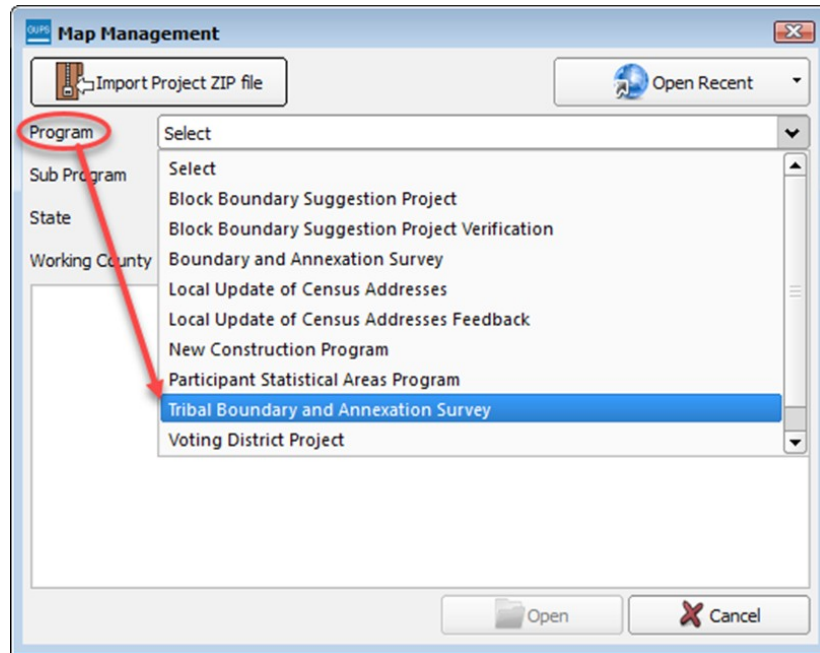 GUPS Map Management
Import Project ZIP file
Open Recent
Program Select
Sub Program
State
Working County
Select
Block Boundary Suggestion Project
Block Boundary Suggestion Project Verification
Boundary and Annexation Survey
Local Update of Census Addresses
Local Update of Census Addresses Feedback
New Construction Program
Participant Statistical Areas Program
Tribal Boundary and Annexation Survey
Voting District Project
Open
Cancel